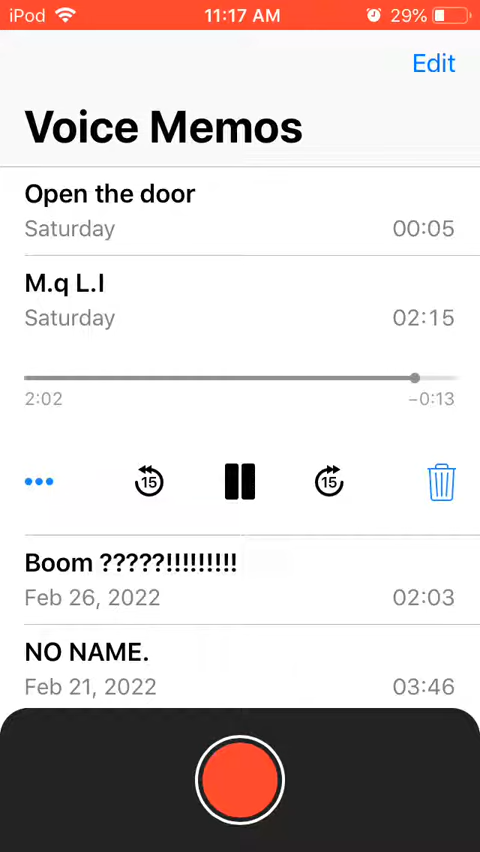 iPod 11:17 AM 29%
Edit
Voice Memos
Open the door
Saturday 00:05
M.q L.I
Saturday 02:15
2:02 −0:13
15 15
Boom ?????!!!!!!!!!
Feb 26, 2022 02:03
NO NAME.
Feb 21, 2022 03:46